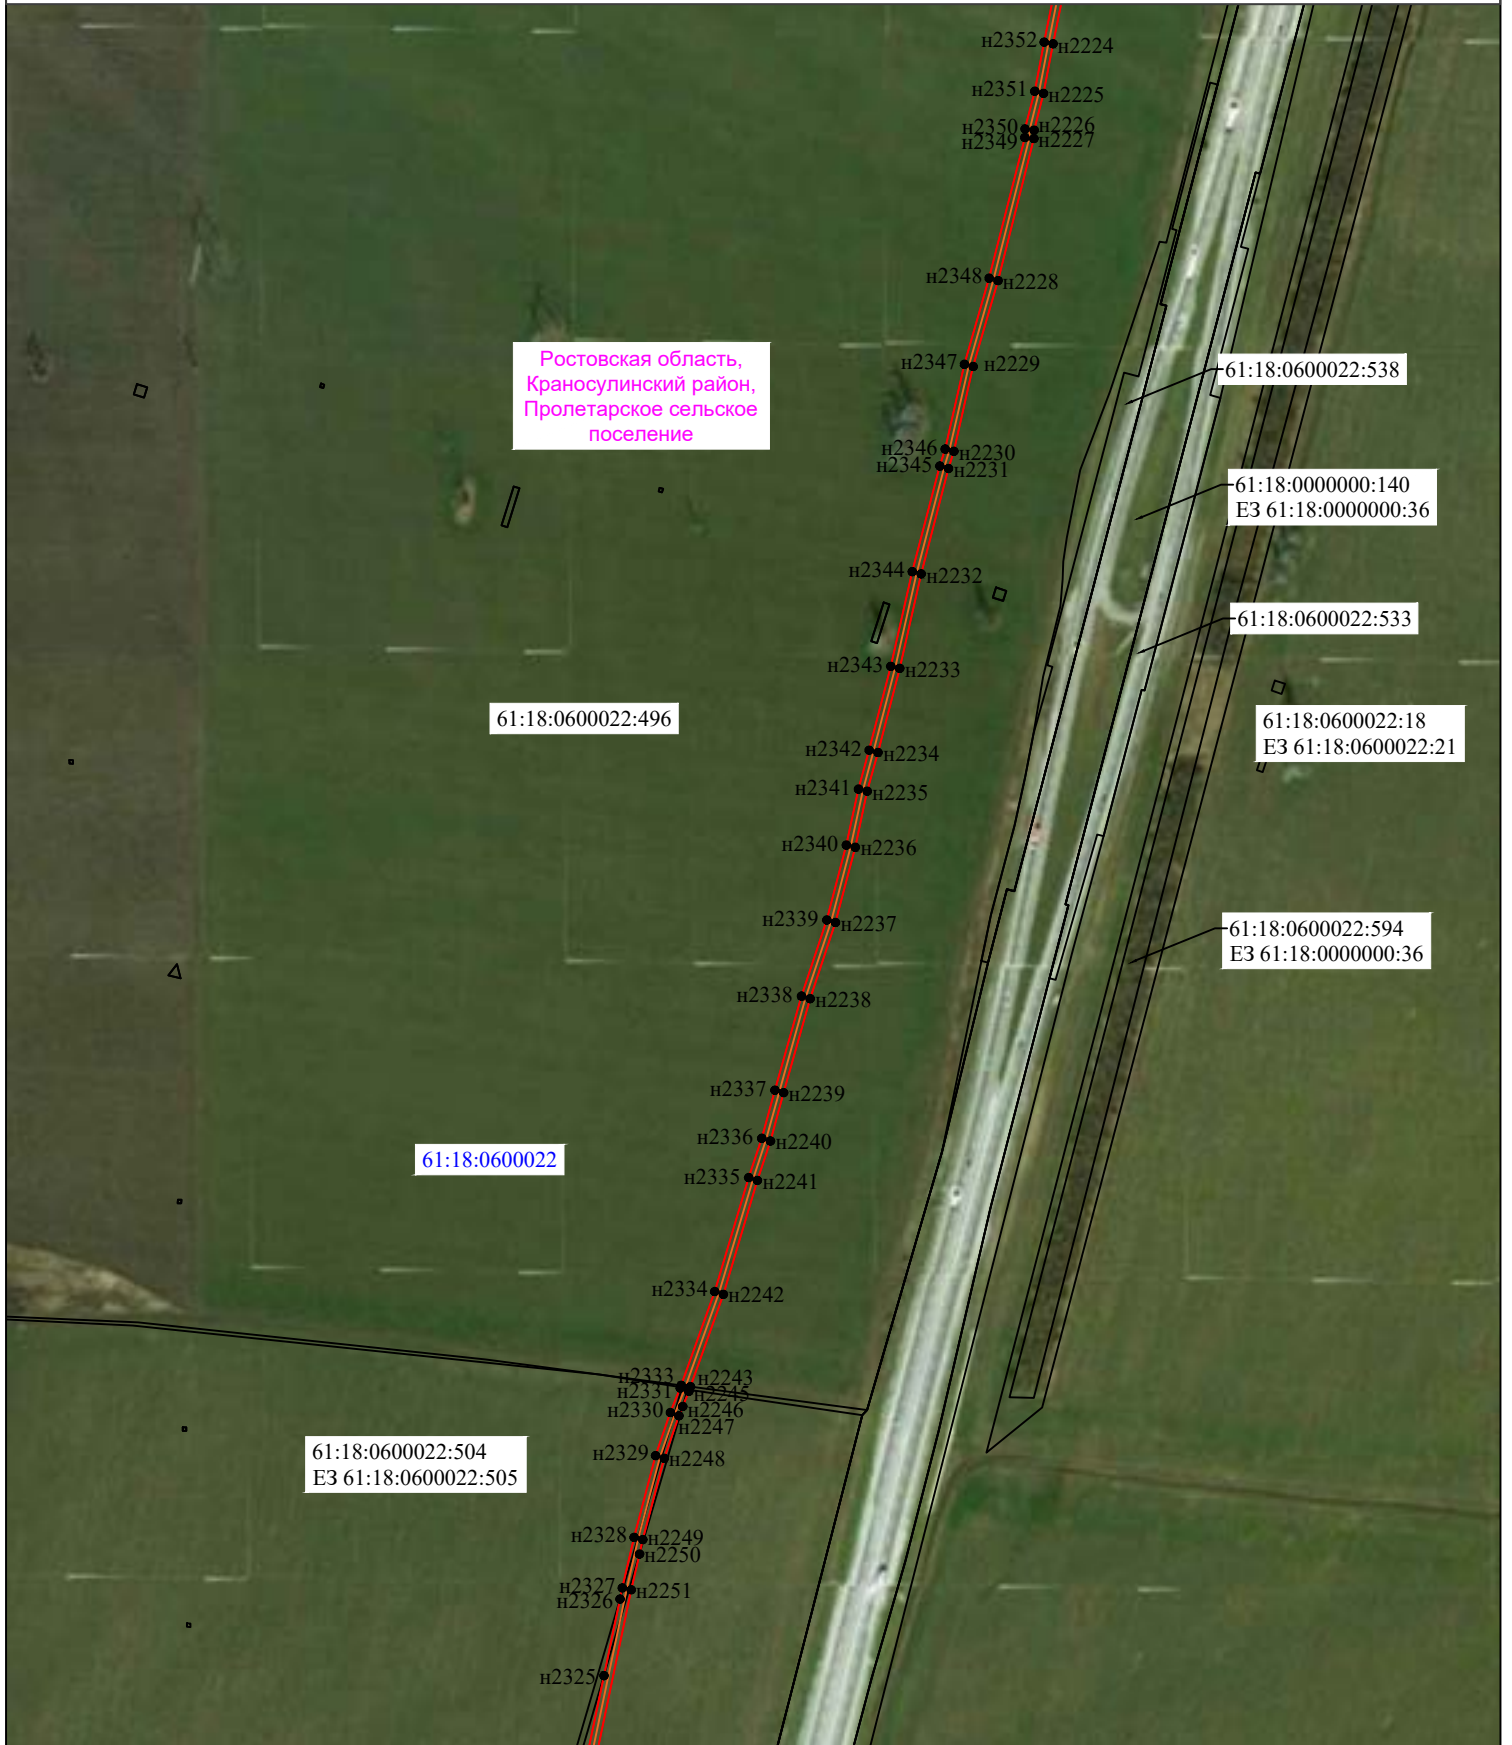 н2352
н2224
н2351
н2225
н2350
н2226
н2349
н2227
н2348
н2228
Ростовская область,
Краносулинский район,
Пролетарское сельское
поселение
н2347
н2229
61:18:0600022:538
н2346
н2230
н2345
н2231
61:18:0000000:140
ЕЗ 61:18:0000000:36
н2344
н2232
61:18:0600022:533
н2343
н2233
61:18:0600022:496
61:18:0600022:18
ЕЗ 61:18:0600022:21
н2342
н2234
н2341
н2235
н2340
н2236
н2339
н2237
61:18:0600022:594
ЕЗ 61:18:0000000:36
н2338
н2238
н2337
н2239
н2336
н2240
61:18:0600022
н2335
н2241
н2334
н2242
н2333
н2243
н2331
н2245
н2330
н2246
н2247
61:18:0600022:504
ЕЗ 61:18:0600022:505
н2329
н2248
н2328
н2249
н2250
н2327
н2251
н2326
н2325